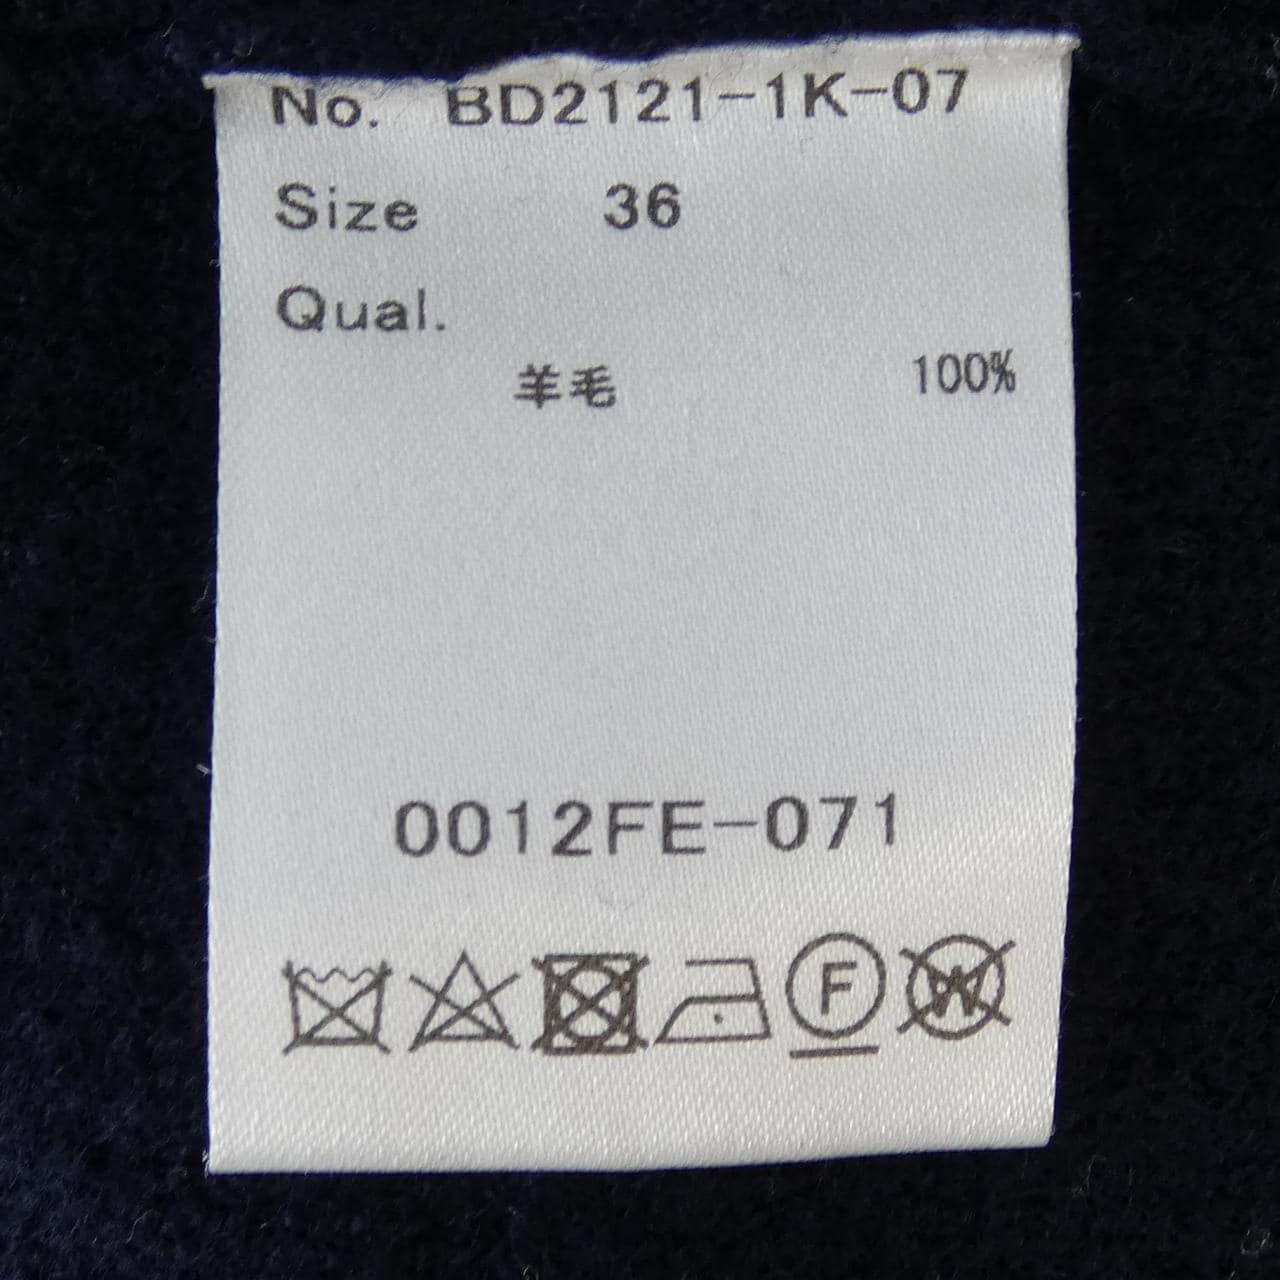 No. BD2121-1K-07
Size 36
Qual.
羊毛 100%
0012FE-071
F W